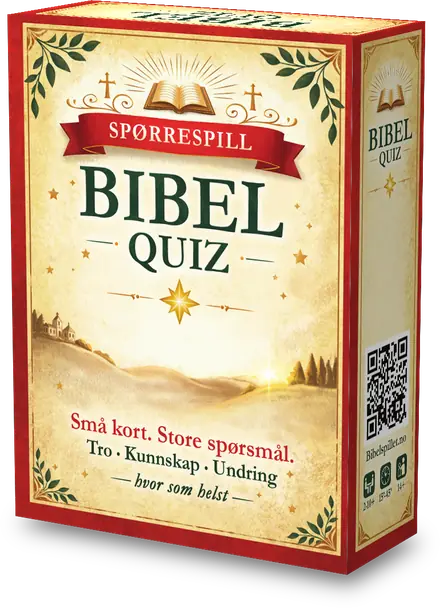 SPØRRESPILL
BIBEL
QUIZ
Små kort. Store spørsmål.
Tro · Kunnskap · Undring
hvor som helst
BIBEL
QUIZ
Bibelspillet.no
14+